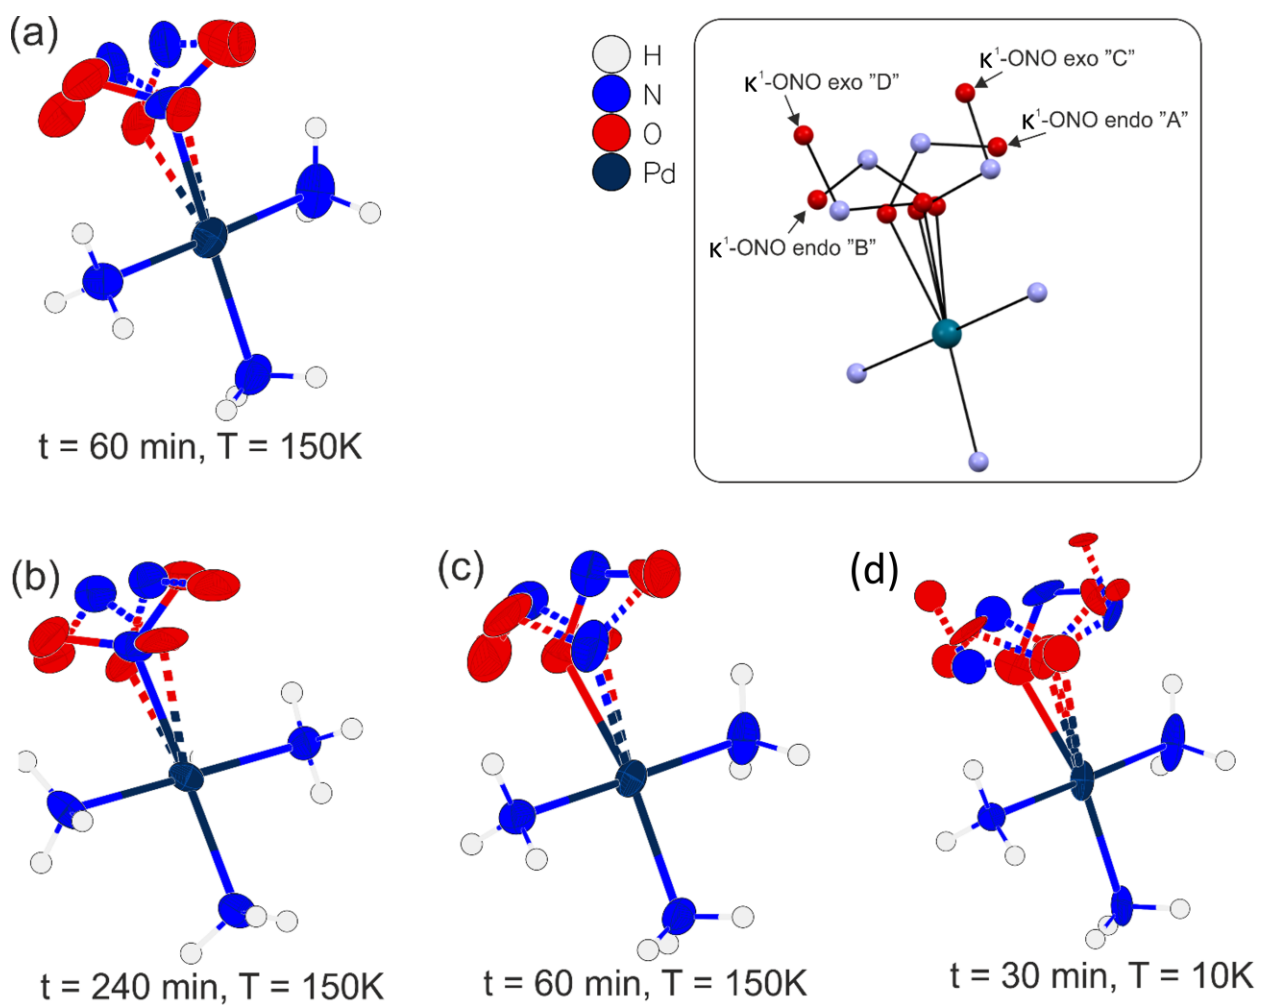 (a)
H
N
O
Pd
κ¹-ONO exo "C"
κ¹-ONO exo "D"
κ¹-ONO endo "A"
κ¹-ONO endo "B"
t = 60 min, T = 150K
(b)
(c)
(d)
t = 240 min, T = 150K
t = 60 min, T = 150K
t = 30 min, T = 10K